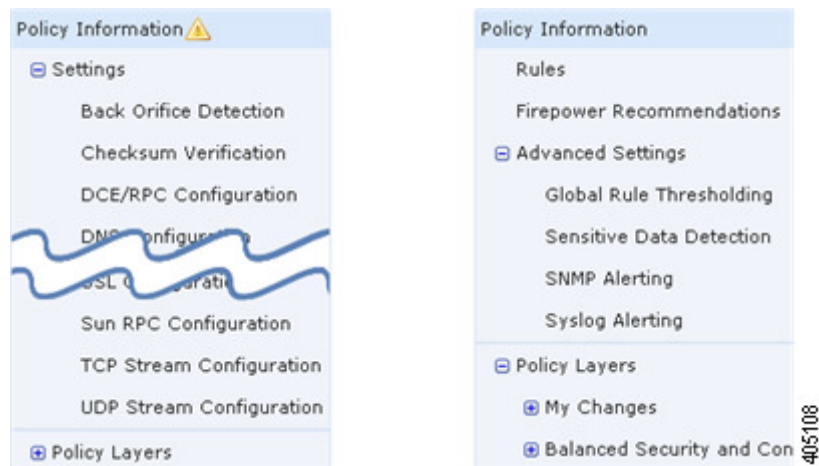 Policy Information
Settings
Back Orifice Detection
Checksum Verification
DCE/RPC Configuration
Sun RPC Configuration
TCP Stream Configuration
UDP Stream Configuration
Policy Layers
Policy Information
Rules
Firepower Recommendations
Advanced Settings
Global Rule Thresholding
Sensitive Data Detection
SNMP Alerting
Syslog Alerting
Policy Layers
My Changes
Balanced Security and Con
405108